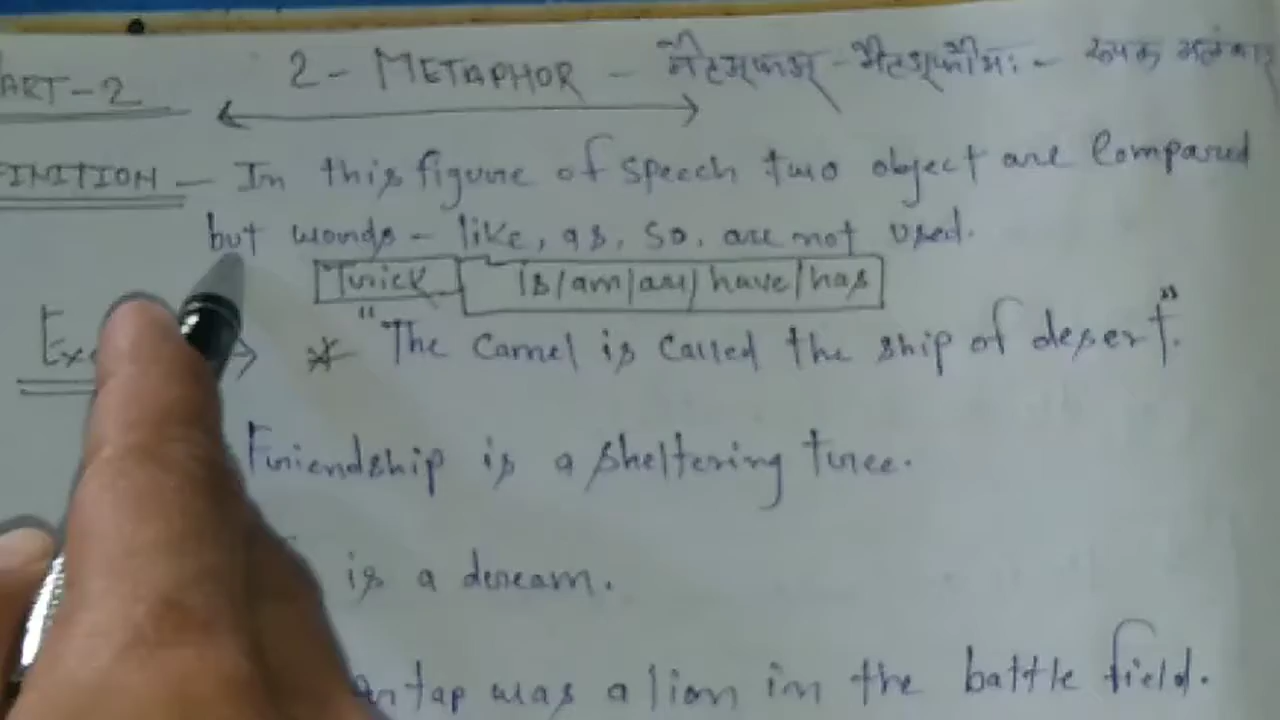 ART-2 2 - METAPHOR - मेटाफर - मेटाफोम: - रूपक अलंकार
FINITION - In this figure of speech two object are Compared
but words - like, as, so, are not used.
Trick is/am/are/have/has
Exa * "The Camel is Called the ship of desert".
Friendship is a sheltering tree.
is a dream.
tap was a lion in the battle field.